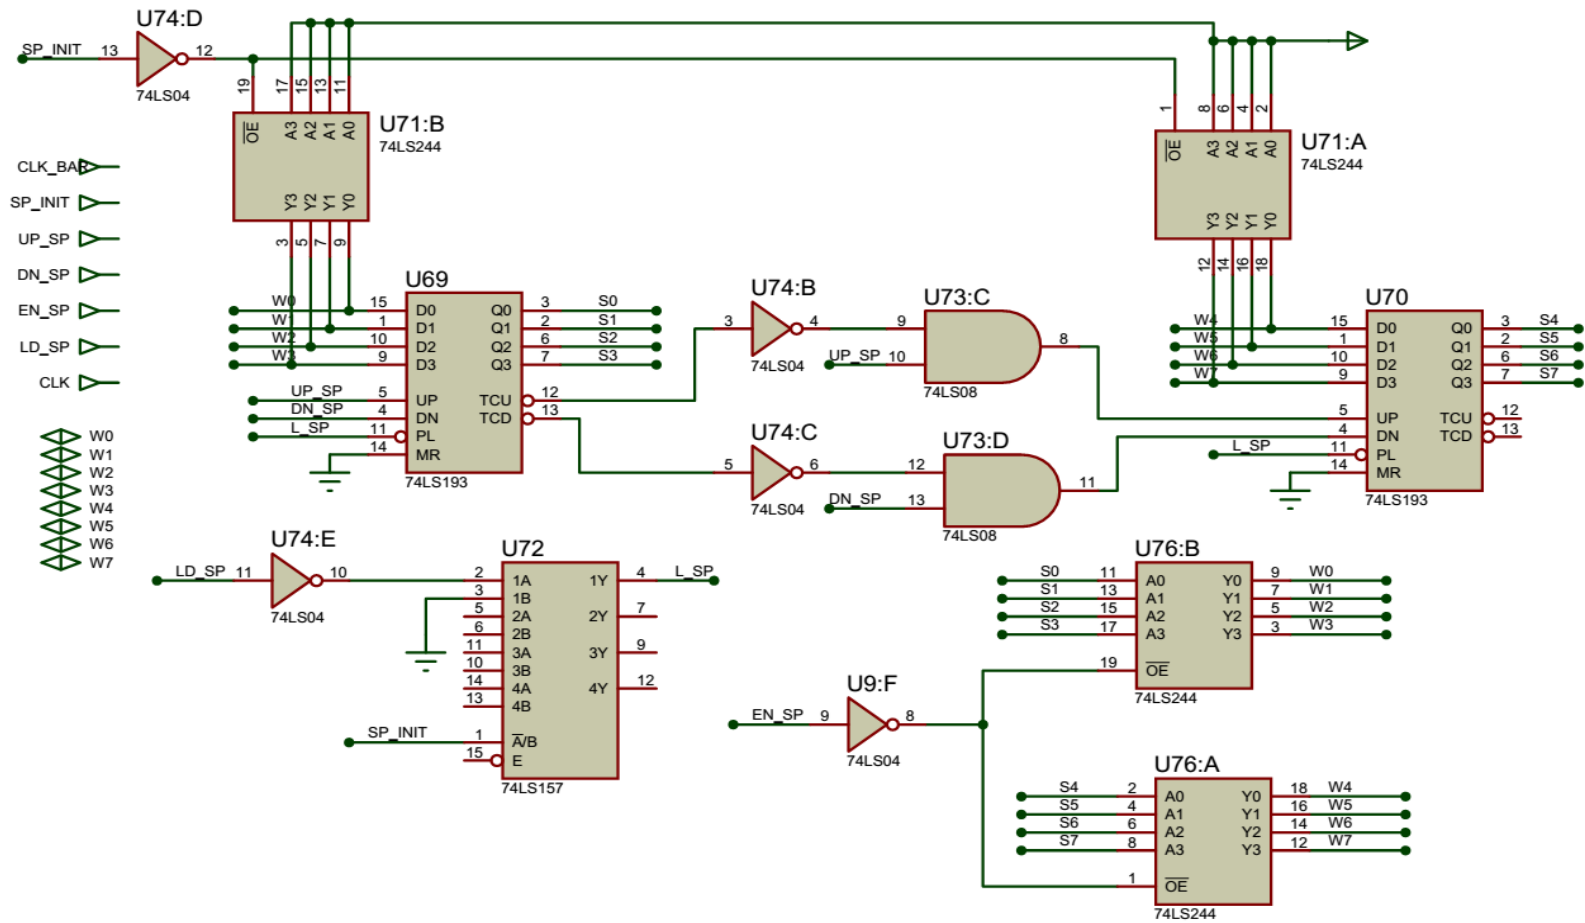 U74:D
SP_INIT 13 12
74LS04
19 17 15 13 11
OE A3 A2 A1 A0
U71:B
74LS244
Y3 Y2 Y1 Y0
3 5 7 9
1 8 6 4 2
OE A3 A2 A1 A0
U71:A
74LS244
Y3 Y2 Y1 Y0
12 14 16 18
CLK_BAR
SP_INIT
UP_SP
DN_SP
EN_SP
LD_SP
CLK
W0
W1
W2
W3
W4
W5
W6
W7
U69
W0 15 D0 Q0 3 S0
W1 1 D1 Q1 2 S1
W2 10 D2 Q2 6 S2
W3 9 D3 Q3 7 S3
UP_SP 5 UP TCU 12
DN_SP 4 DN TCD 13
L_SP 11 PL
14 MR
74LS193
U74:B
3 4
74LS04
U73:C
9 8
UP_SP 10
74LS08
U74:C
5 6
74LS04
U73:D
12 11
DN_SP 13
74LS08
U70
W4 15 D0 Q0 3 S4
W5 1 D1 Q1 2 S5
W6 10 D2 Q2 6 S6
W7 9 D3 Q3 7 S7
5 UP TCU 12
4 DN TCD 13
L_SP 11 PL
14 MR
74LS193
U74:E
LD_SP 11 10
74LS04
U72
2 1A 1Y 4 L_SP
3 1B
5 2A 2Y 7
6 2B
11 3A 3Y 9
10 3B
14 4A 4Y 12
13 4B
SP_INIT 1 A/B
15 E
74LS157
U76:B
S0 11 A0 Y0 9 W0
S1 13 A1 Y1 7 W1
S2 15 A2 Y2 5 W2
S3 17 A3 Y3 3 W3
19 OE
74LS244
U9:F
EN_SP 9 8
74LS04
U76:A
S4 2 A0 Y0 18 W4
S5 4 A1 Y1 16 W5
S6 6 A2 Y2 14 W6
S7 8 A3 Y3 12 W7
1 OE
74LS244